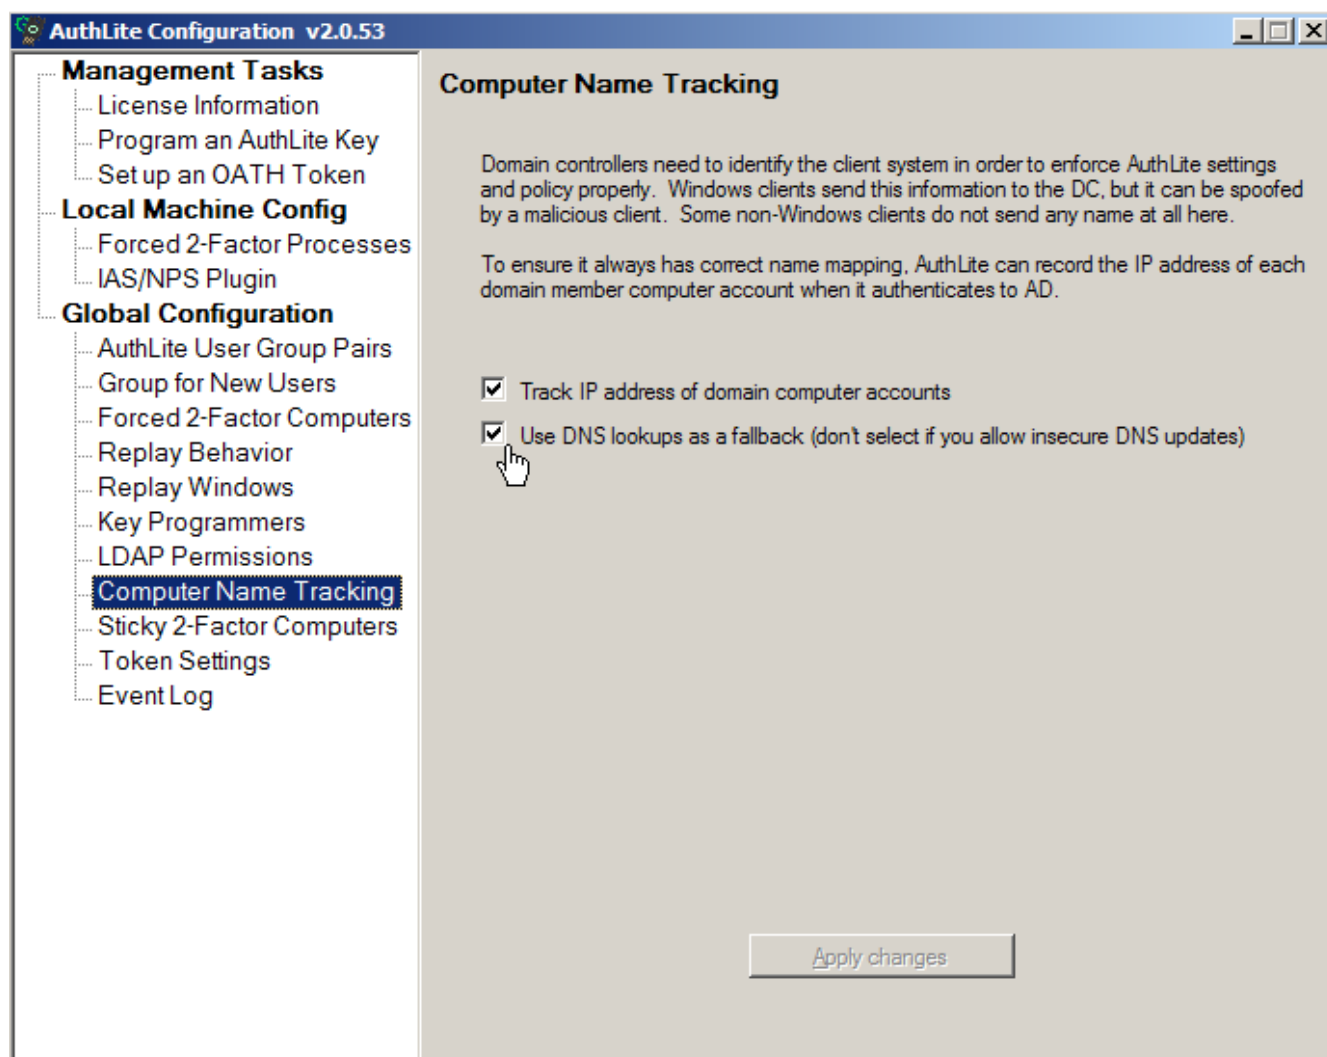 AuthLite Configuration v2.0.53
Management Tasks
License Information
Program an AuthLite Key
Set up an OATH Token
Local Machine Config
Forced 2-Factor Processes
IAS/NPS Plugin
Global Configuration
AuthLite User Group Pairs
Group for New Users
Forced 2-Factor Computers
Replay Behavior
Replay Windows
Key Programmers
LDAP Permissions
Computer Name Tracking
Sticky 2-Factor Computers
Token Settings
Event Log
Computer Name Tracking
Domain controllers need to identify the client system in order to enforce AuthLite settings
and policy properly. Windows clients send this information to the DC, but it can be spoofed
by a malicious client. Some non-Windows clients do not send any name at all here.
To ensure it always has correct name mapping, AuthLite can record the IP address of each
domain member computer account when it authenticates to AD.
Track IP address of domain computer accounts
Use DNS lookups as a fallback (don't select if you allow insecure DNS updates)
Apply changes